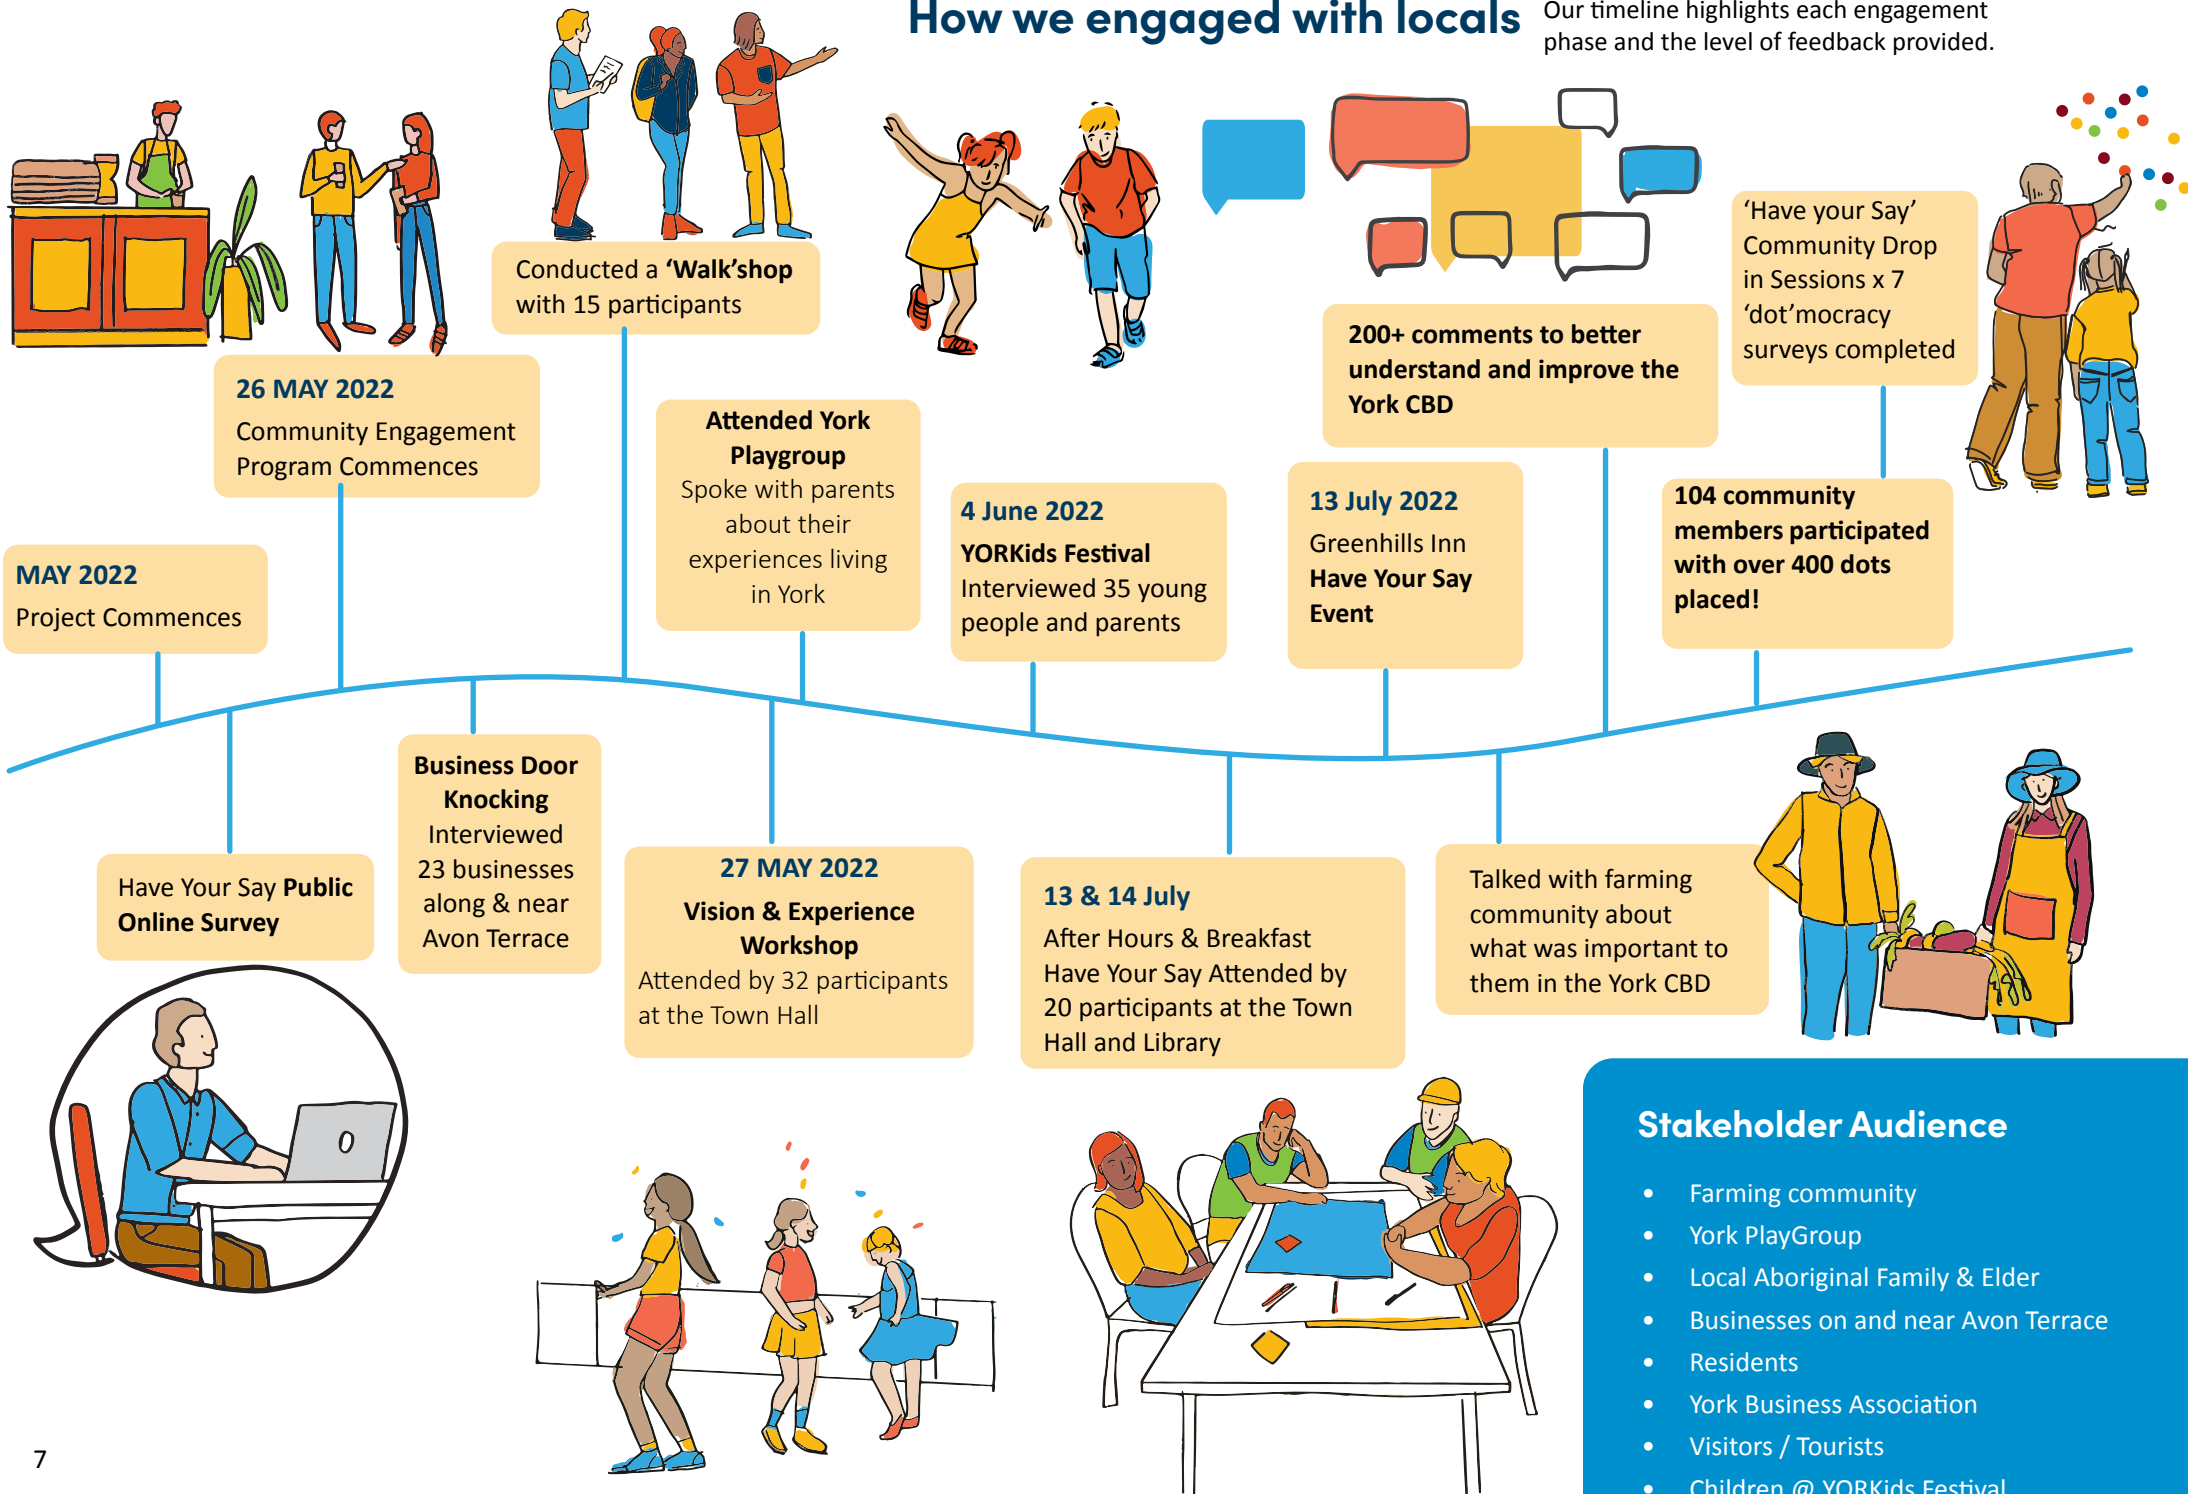 How we engaged with locals
Our timeline highlights each engagement
phase and the level of feedback provided.
MAY 2022
Project Commences
Have Your Say Public
Online Survey
26 MAY 2022
Community Engagement
Program Commences
Business Door
Knocking
Interviewed
23 businesses
along & near
Avon Terrace
Conducted a ‘Walk’shop
with 15 participants
27 MAY 2022
Vision & Experience
Workshop
Attended by 32 participants
at the Town Hall
Attended York
Playgroup
Spoke with parents
about their
experiences living
in York
4 June 2022
YORKids Festival
Interviewed 35 young
people and parents
13 & 14 July
After Hours & Breakfast
Have Your Say Attended by
20 participants at the Town
Hall and Library
13 July 2022
Greenhills Inn
Have Your Say
Event
Talked with farming
community about
what was important to
them in the York CBD
200+ comments to better
understand and improve the
York CBD
‘Have your Say’
Community Drop
in Sessions x 7
‘dot’mocracy
surveys completed
104 community
members participated
with over 400 dots
placed!
Stakeholder Audience
• Farming community
• York PlayGroup
• Local Aboriginal Family & Elder
• Businesses on and near Avon Terrace
• Residents
• York Business Association
• Visitors / Tourists
• Children @ YORKids Festival
7